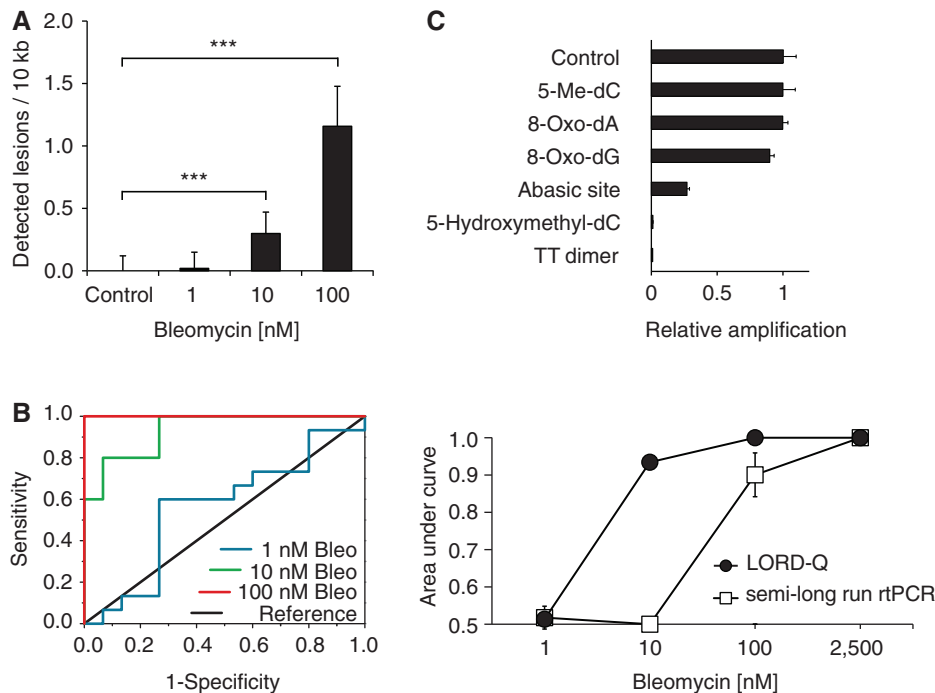 A
Detected lesions / 10 kb
2.0
1.5
1.0
0.5
0.0
***
***
Control 1 10 100
Bleomycin [nM]
C
Control
5-Me-dC
8-Oxo-dA
8-Oxo-dG
Abasic site
5-Hydroxymethyl-dC
TT dimer
0 0.5 1
Relative amplification
B
Sensitivity
1.0
0.8
0.6
0.4
0.2
0.0
1 nM Bleo
10 nM Bleo
100 nM Bleo
Reference
0.0 0.2 0.4 0.6 0.8 1.0
1-Specificity
Area under curve
1.0
0.9
0.8
0.7
0.6
0.5
LORD-Q
semi-long run rtPCR
1 10 100 2,500
Bleomycin [nM]